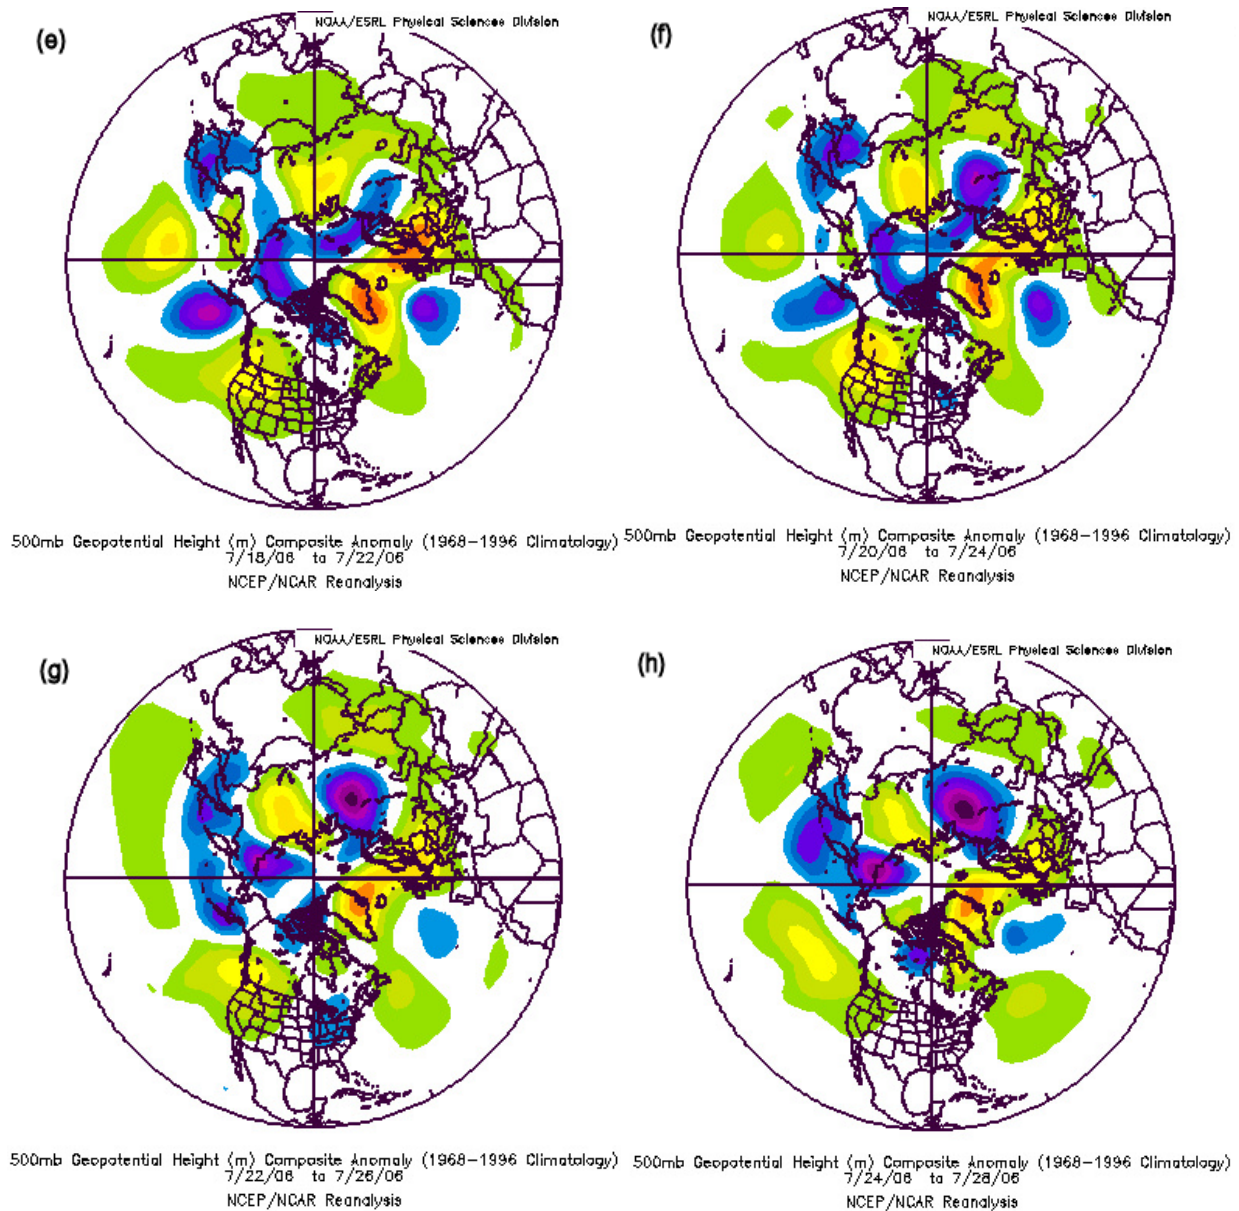 (e)
NOAA/ESRL Physical Sciences Division
500mb Geopotential Height (m) Composite Anomaly (1968-1996 Climatology)
7/18/06 to 7/22/06
NCEP/NCAR Reanalysis
(f)
NOAA/ESRL Physical Sciences Division
500mb Geopotential Height (m) Composite Anomaly (1968-1996 Climatology)
7/20/06 to 7/24/06
NCEP/NCAR Reanalysis
(g)
NOAA/ESRL Physical Sciences Division
500mb Geopotential Height (m) Composite Anomaly (1968-1996 Climatology)
7/22/06 to 7/26/06
NCEP/NCAR Reanalysis
(h)
NOAA/ESRL Physical Sciences Division
500mb Geopotential Height (m) Composite Anomaly (1968-1996 Climatology)
7/24/06 to 7/28/06
NCEP/NCAR Reanalysis